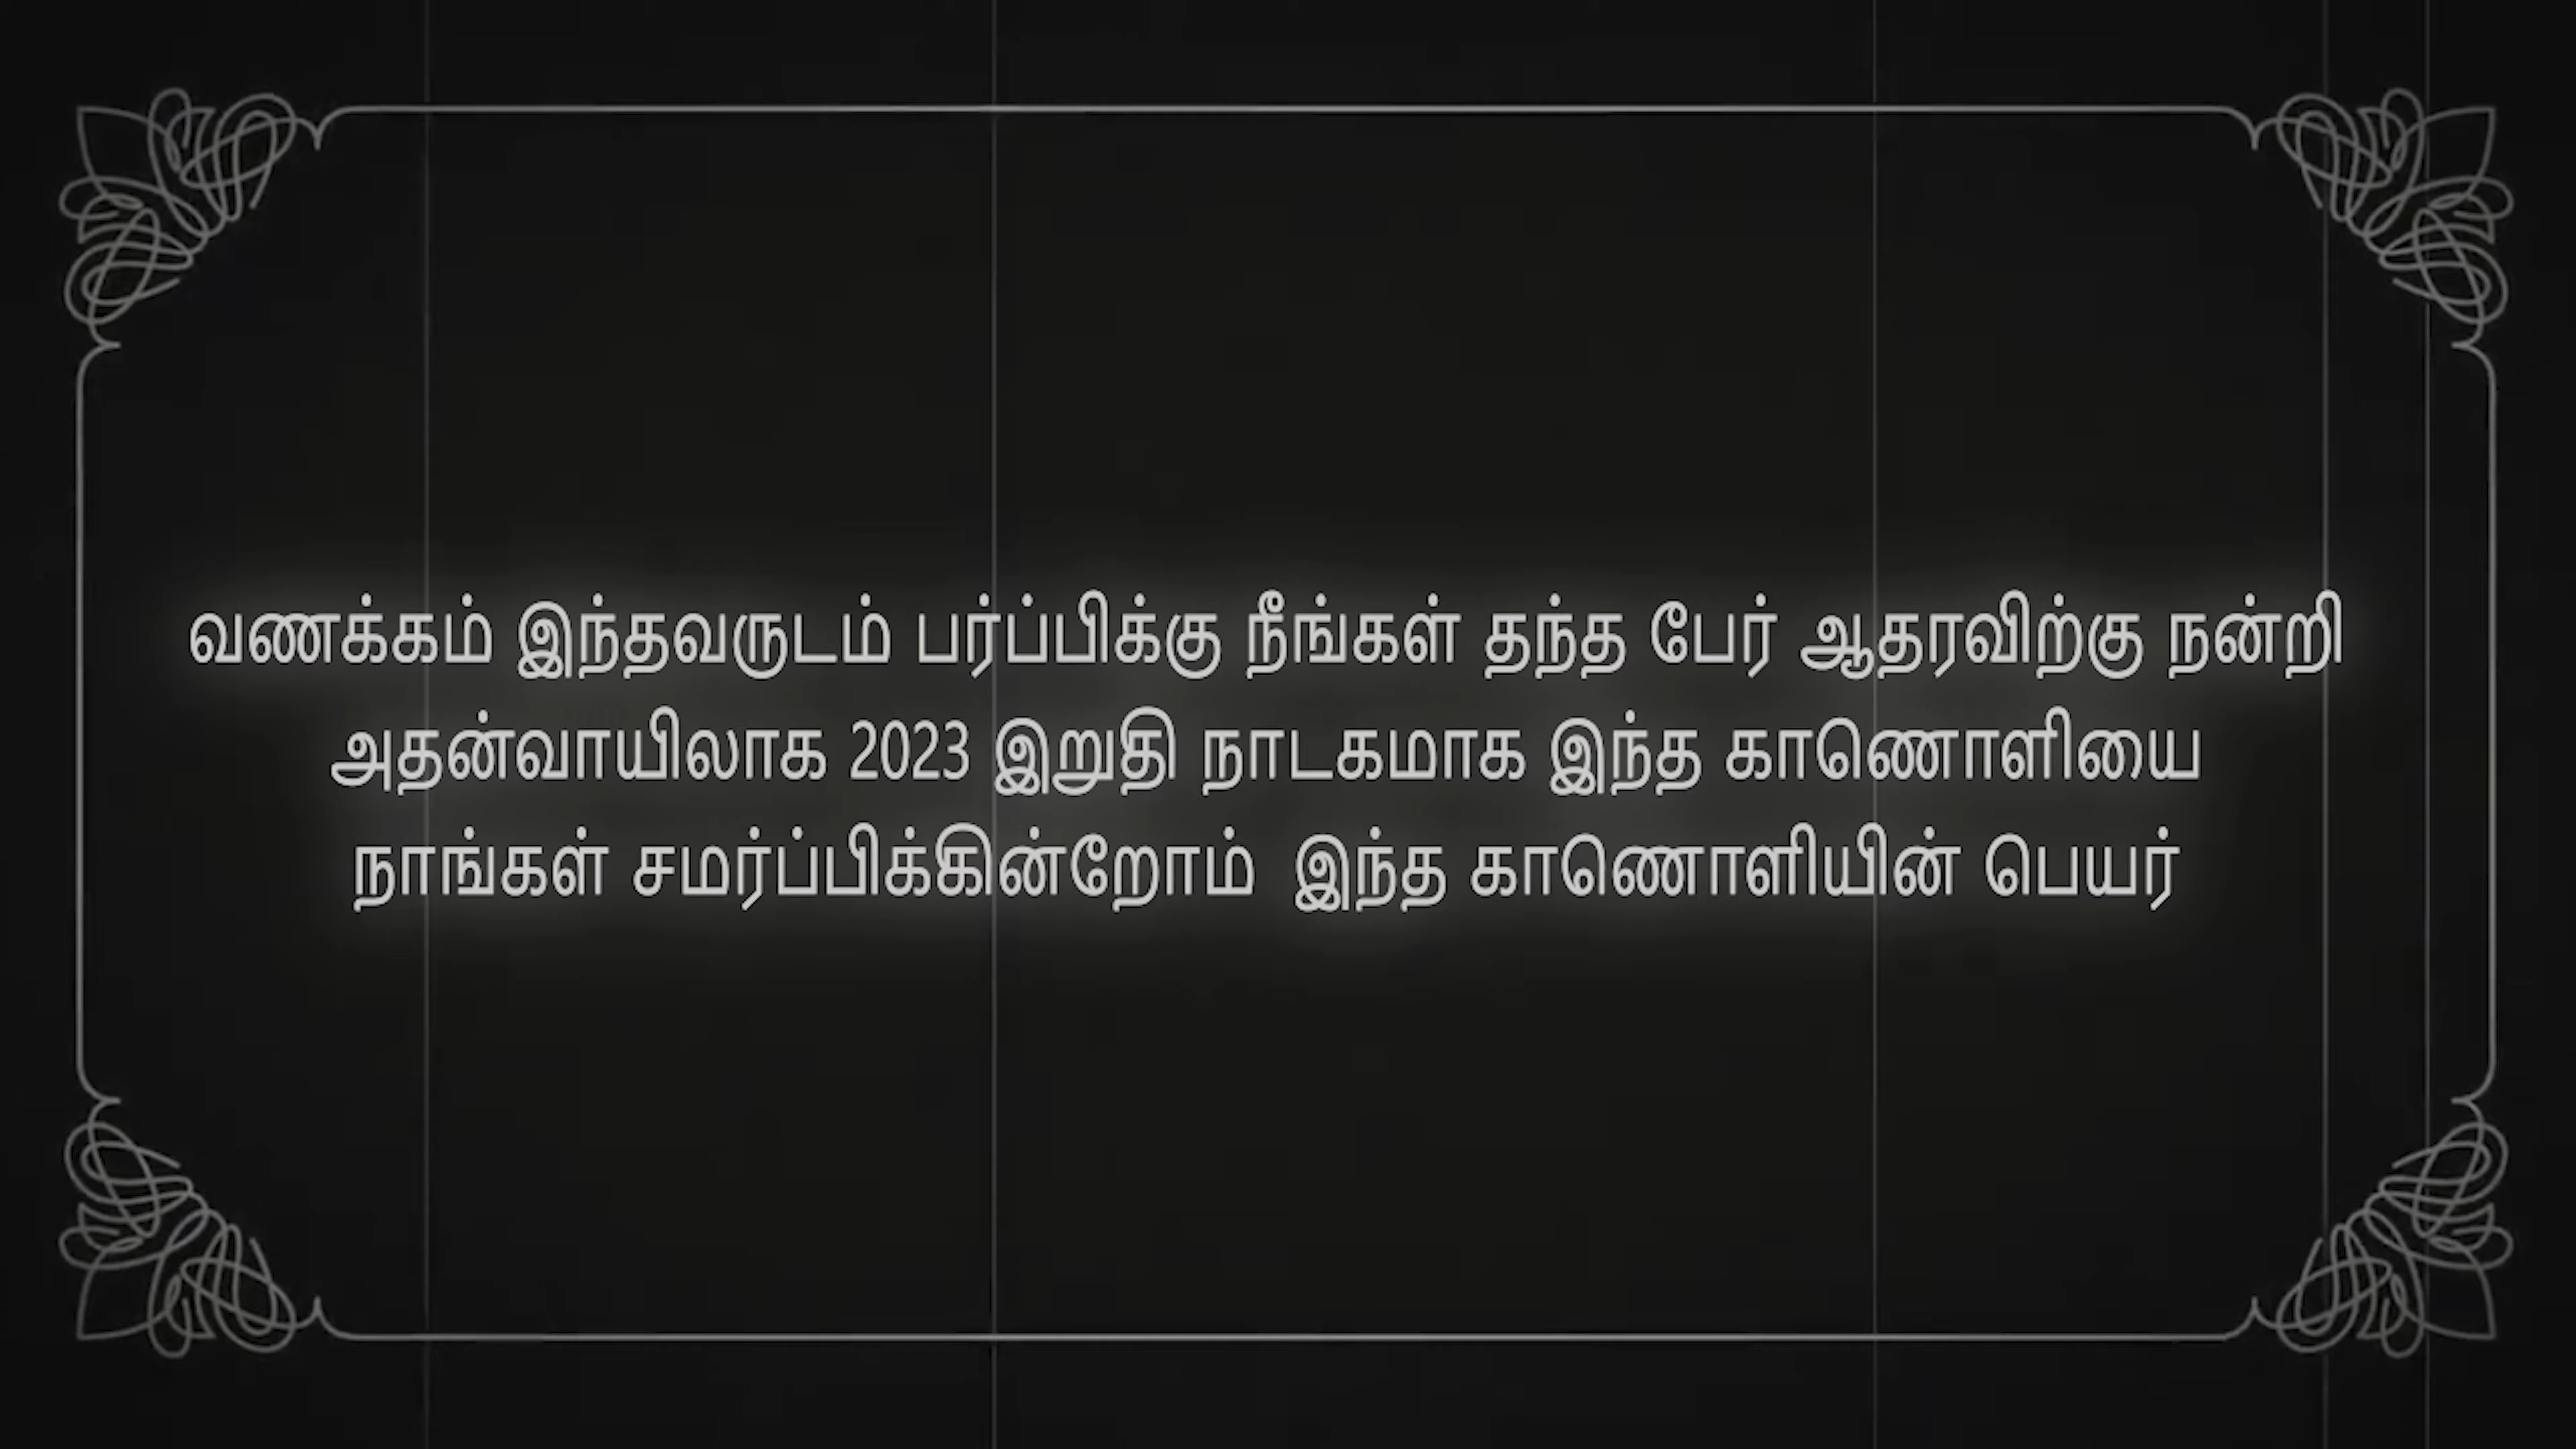 வணக்கம் இந்தவருடம் பர்ப்பிக்கு நீங்கள் தந்த பேர் ஆதரவிற்கு நன்றி
அதன்வாயிலாக 2023 இறுதி நாடகமாக இந்த காணொளியை
நாங்கள் சமர்ப்பிக்கின்றோம் இந்த காணொளியின் பெயர்